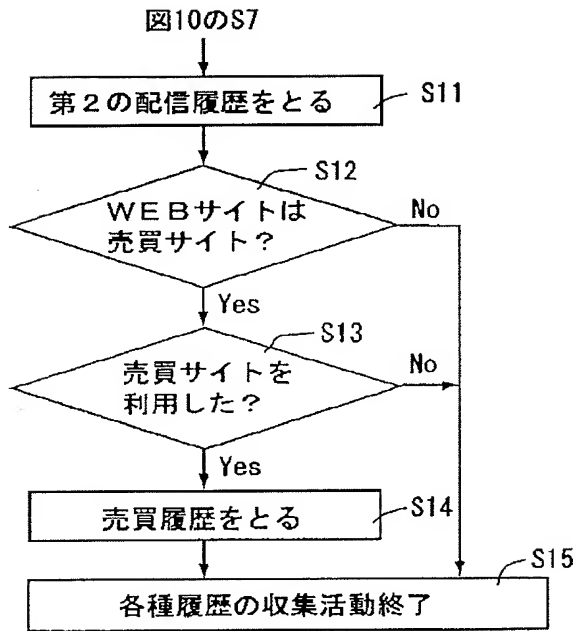 図10のS7
第２の配信履歴をとる
S11
S12
ＷＥＢサイトは
売買サイト？
No
Yes
S13
売買サイトを
利用した？
No
Yes
売買履歴をとる
S14
S15
各種履歴の収集活動終了